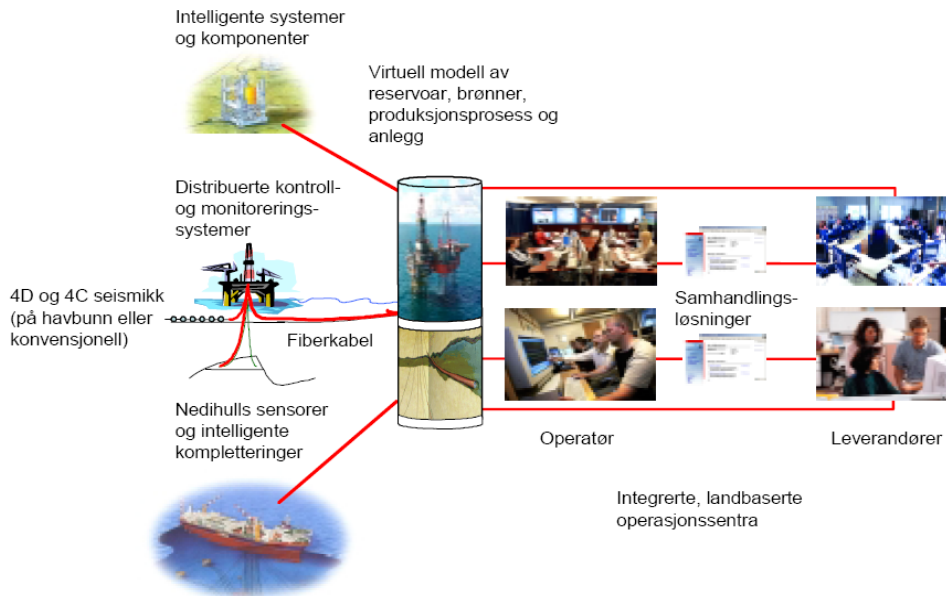 Intelligente systemer
og komponenter
Virtuell modell av
reservoar, brønner,
produksjonsprosess og
anlegg
Distribuerte kontroll-
og monitorerings-
systemer
4D og 4C seismikk
(på havbunn eller
konvensjonell)
Fiberkabel
Samhandlings-
løsninger
Nedihulls sensorer
og intelligente
kompletteringer
Operatør
Leverandører
Integrerte, landbaserte
operasjonssentra